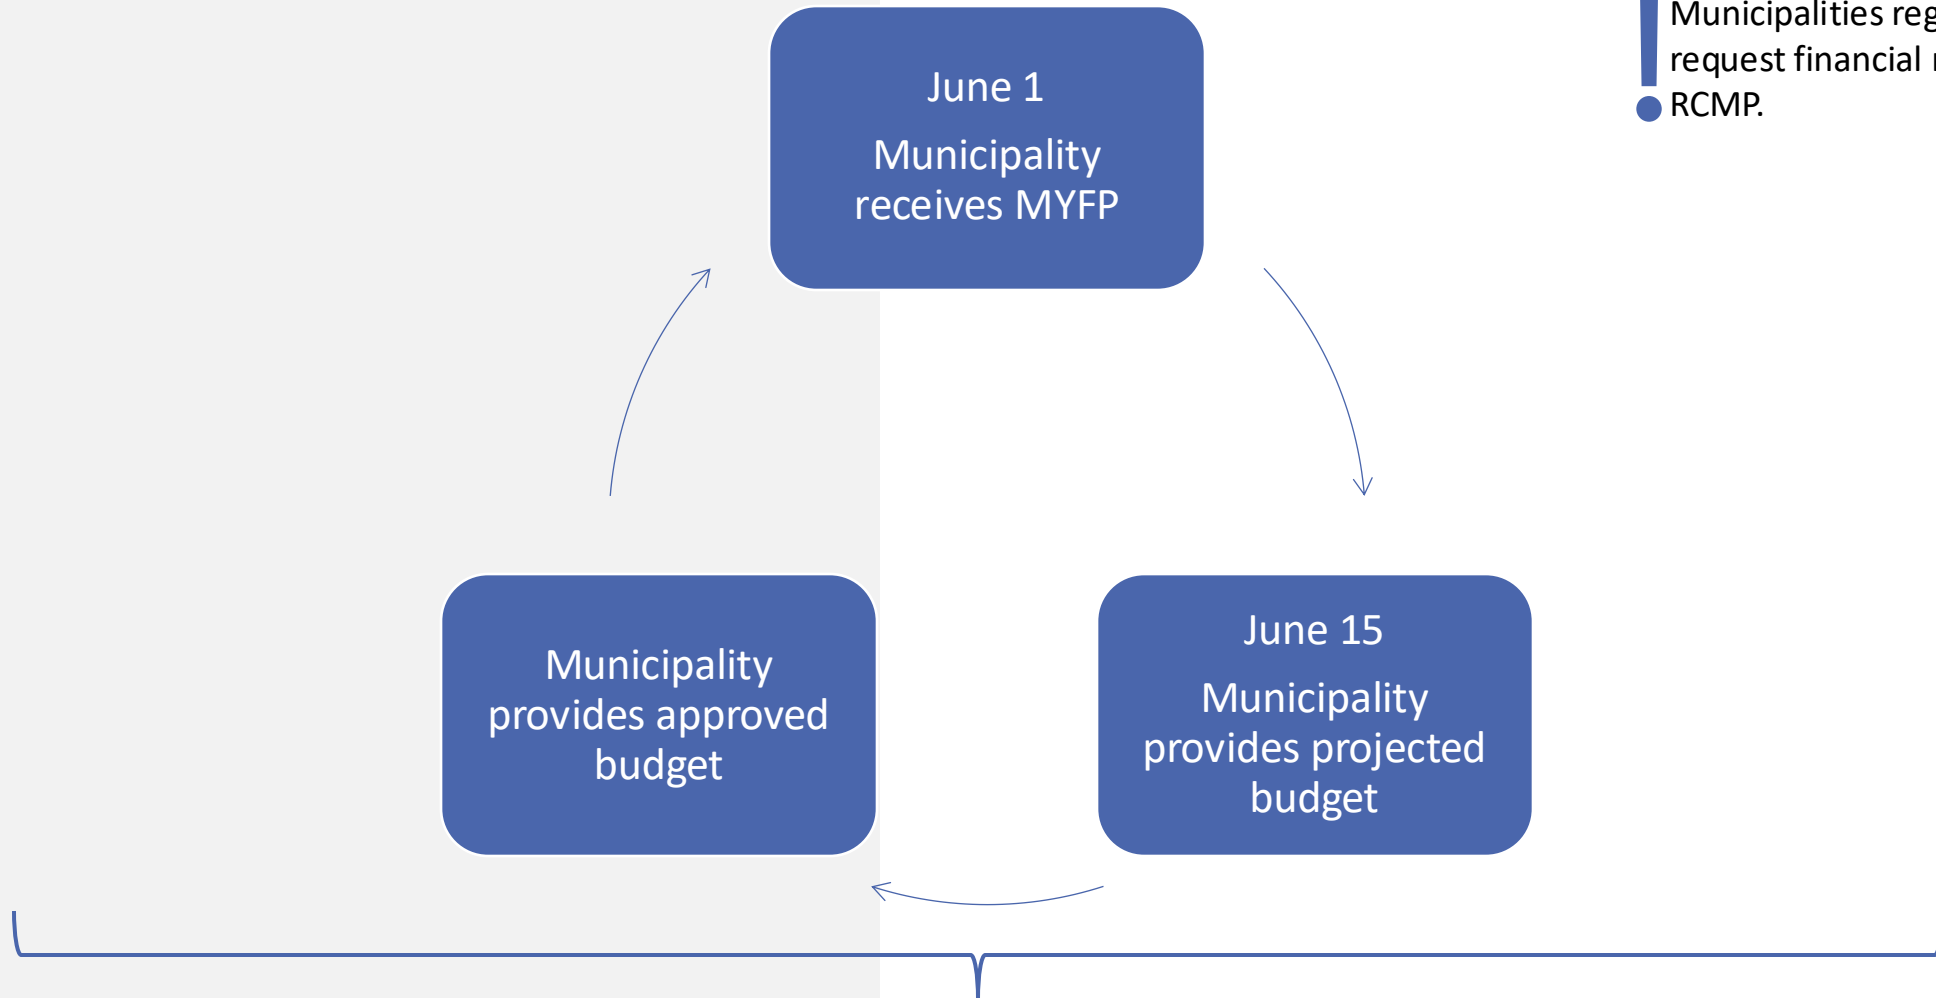 June 1
Municipality
receives MYFP
Municipalities
request financial
RCMP.
Municipality
provides approved
budget
June 15
Municipality
provides projected
budget